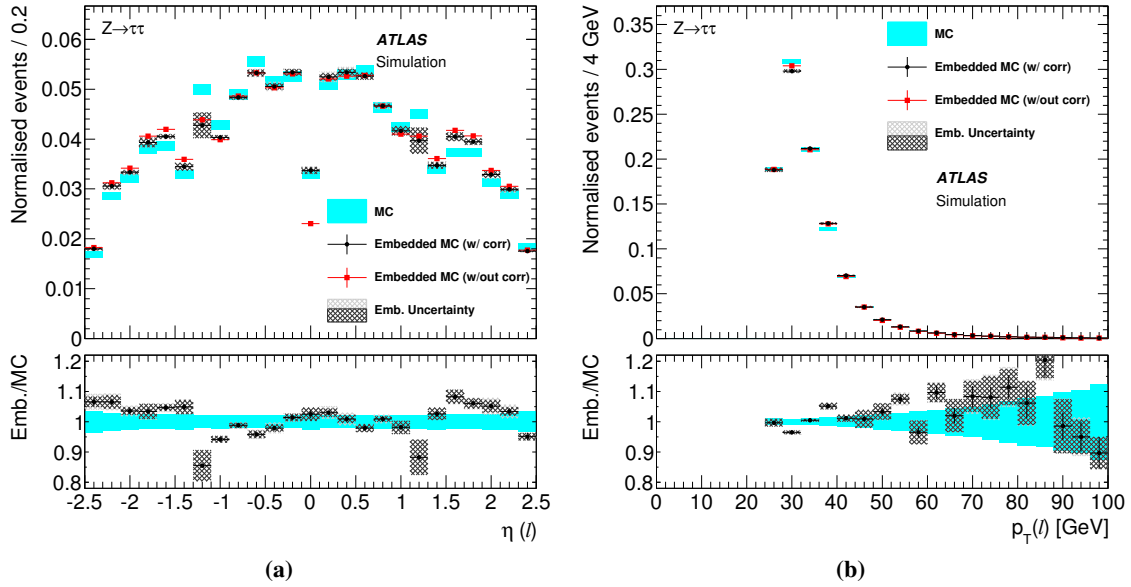 Normalised events / 0.2
0.06
0.05
0.04
0.03
0.02
0.01
0
Z→ττ
ATLAS
Simulation
MC
Embedded MC (w/ corr)
Embedded MC (w/out corr)
Emb. Uncertainty
Emb./MC
1.2
1.1
1
0.9
0.8
-2.5 -2 -1.5 -1 -0.5 0 0.5 1 1.5 2 2.5
η (l)
(a)
Normalised events / 4 GeV
0.35
0.3
0.25
0.2
0.15
0.1
0.05
0
Z→ττ
MC
Embedded MC (w/ corr)
Embedded MC (w/out corr)
Emb. Uncertainty
ATLAS
Simulation
Emb./MC
1.2
1.1
1
0.9
0.8
0 10 20 30 40 50 60 70 80 90 100
p_T(l) [GeV]
(b)